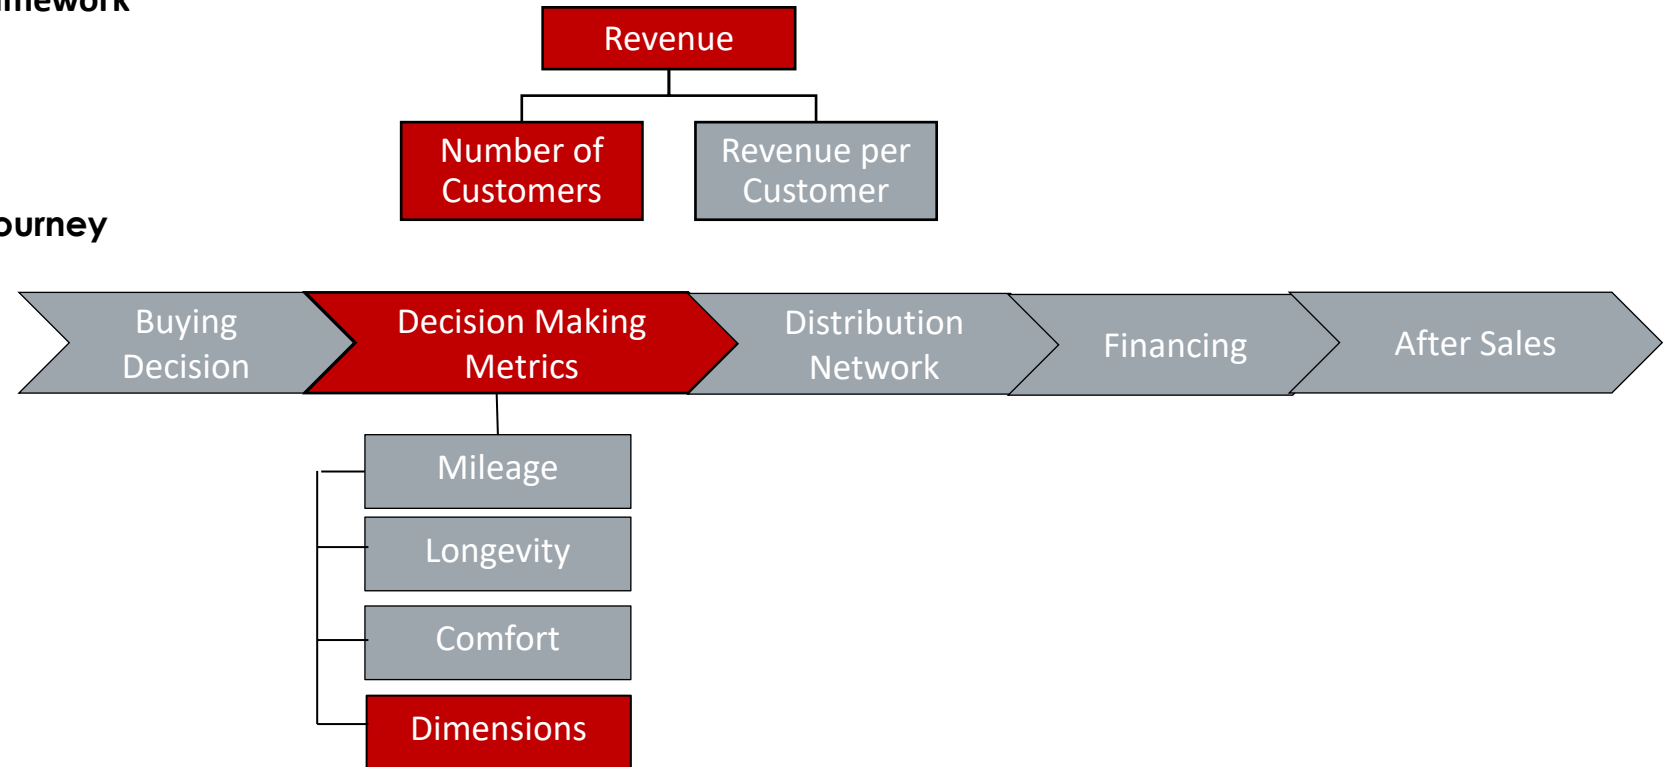 Revenue
Number of
Customers
Revenue per
Customer
Buying
Decision
Decision Making
Metrics
Distribution
Network
Financing
After Sales
Mileage
Longevity
Comfort
Dimensions